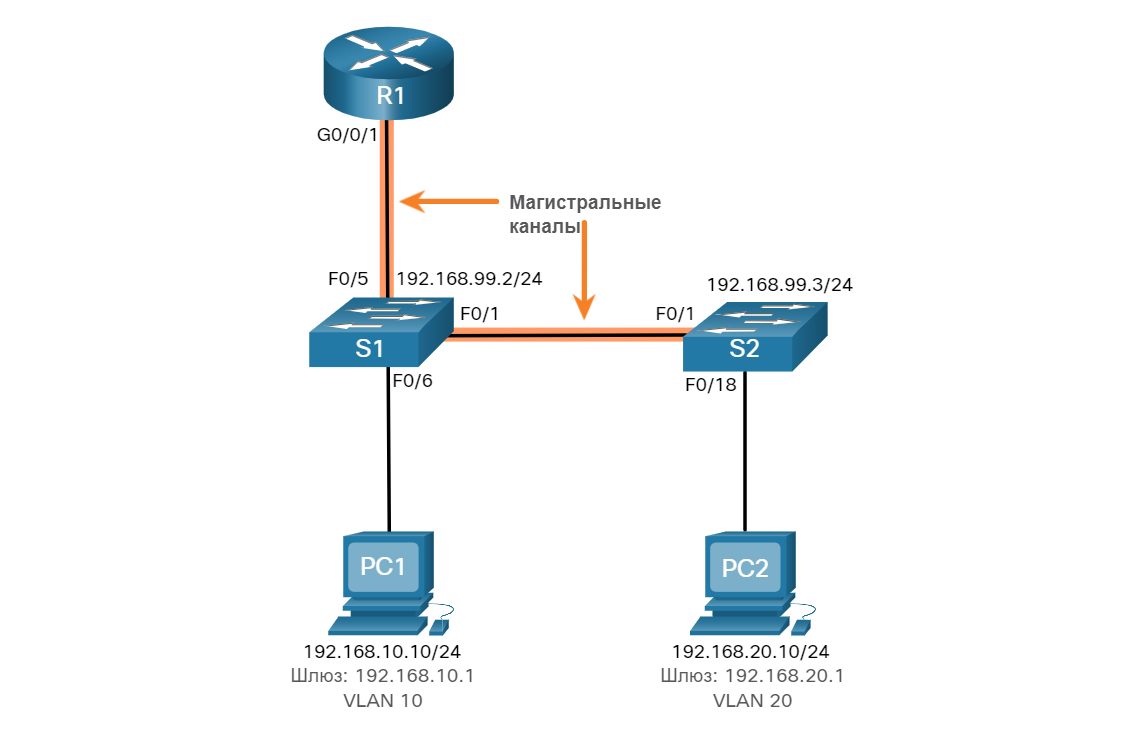 R1
G0/0/1
Магистральные
каналы
F0/5
192.168.99.2/24
192.168.99.3/24
F0/1
F0/1
S1
S2
F0/6
F0/18
PC1
PC2
192.168.10.10/24
Шлюз: 192.168.10.1
VLAN 10
192.168.20.10/24
Шлюз: 192.168.20.1
VLAN 20